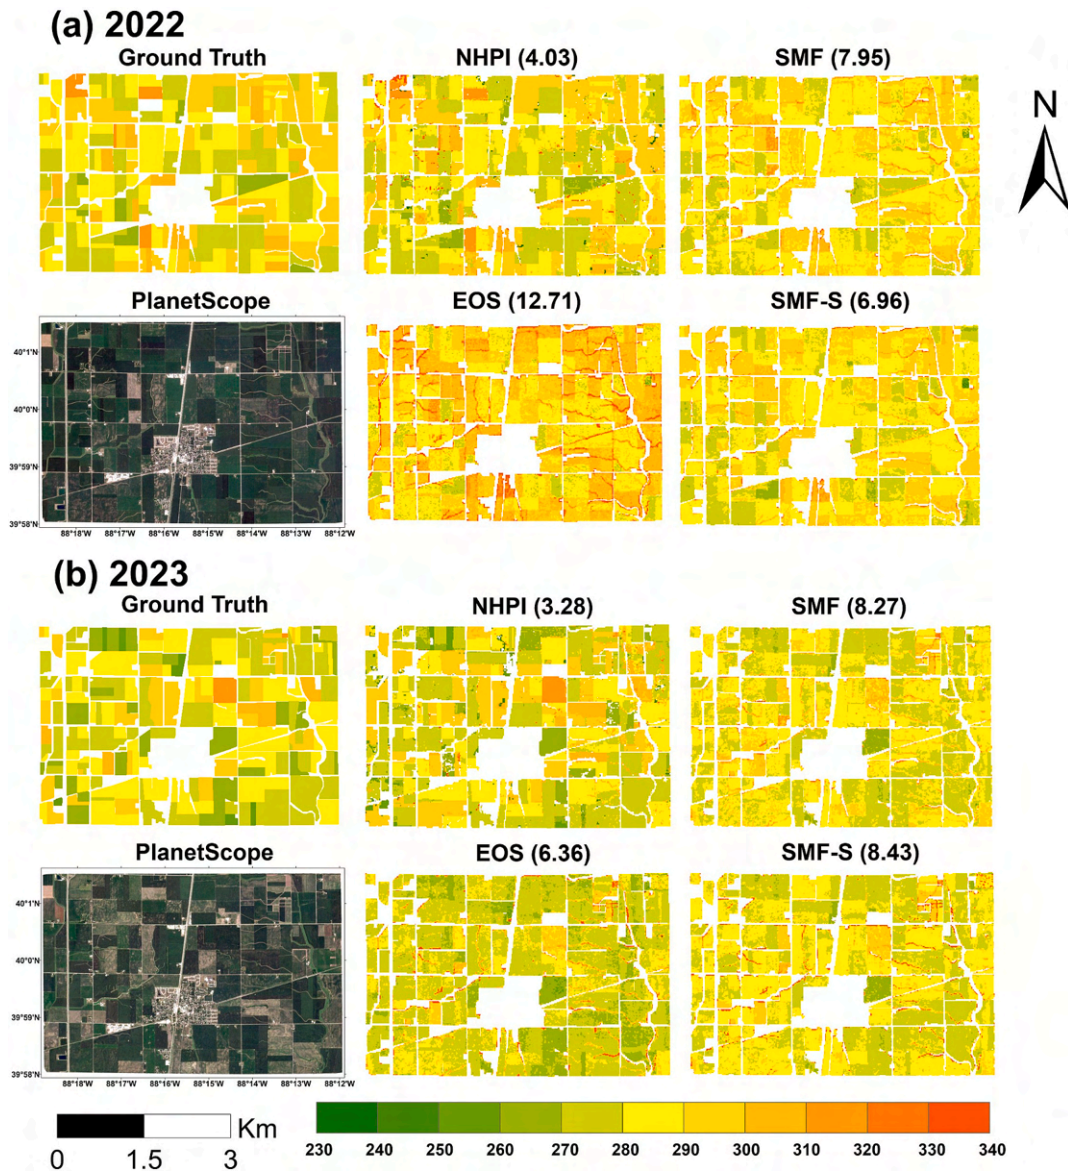 (a) 2022
Ground Truth NHPI (4.03) SMF (7.95)
N
PlanetScope EOS (12.71) SMF-S (6.96)
40°1'N
40°0'N
39°59'N
39°58'N
88°18'W 88°17'W 88°16'W 88°15'W 88°14'W 88°13'W 88°12'W
(b) 2023
Ground Truth NHPI (3.28) SMF (8.27)
PlanetScope EOS (6.36) SMF-S (8.43)
40°1'N
40°0'N
39°59'N
39°58'N
88°18'W 88°17'W 88°16'W 88°15'W 88°14'W 88°13'W 88°12'W
Km
0 1.5 3
230 240 250 260 270 280 290 300 310 320 330 340